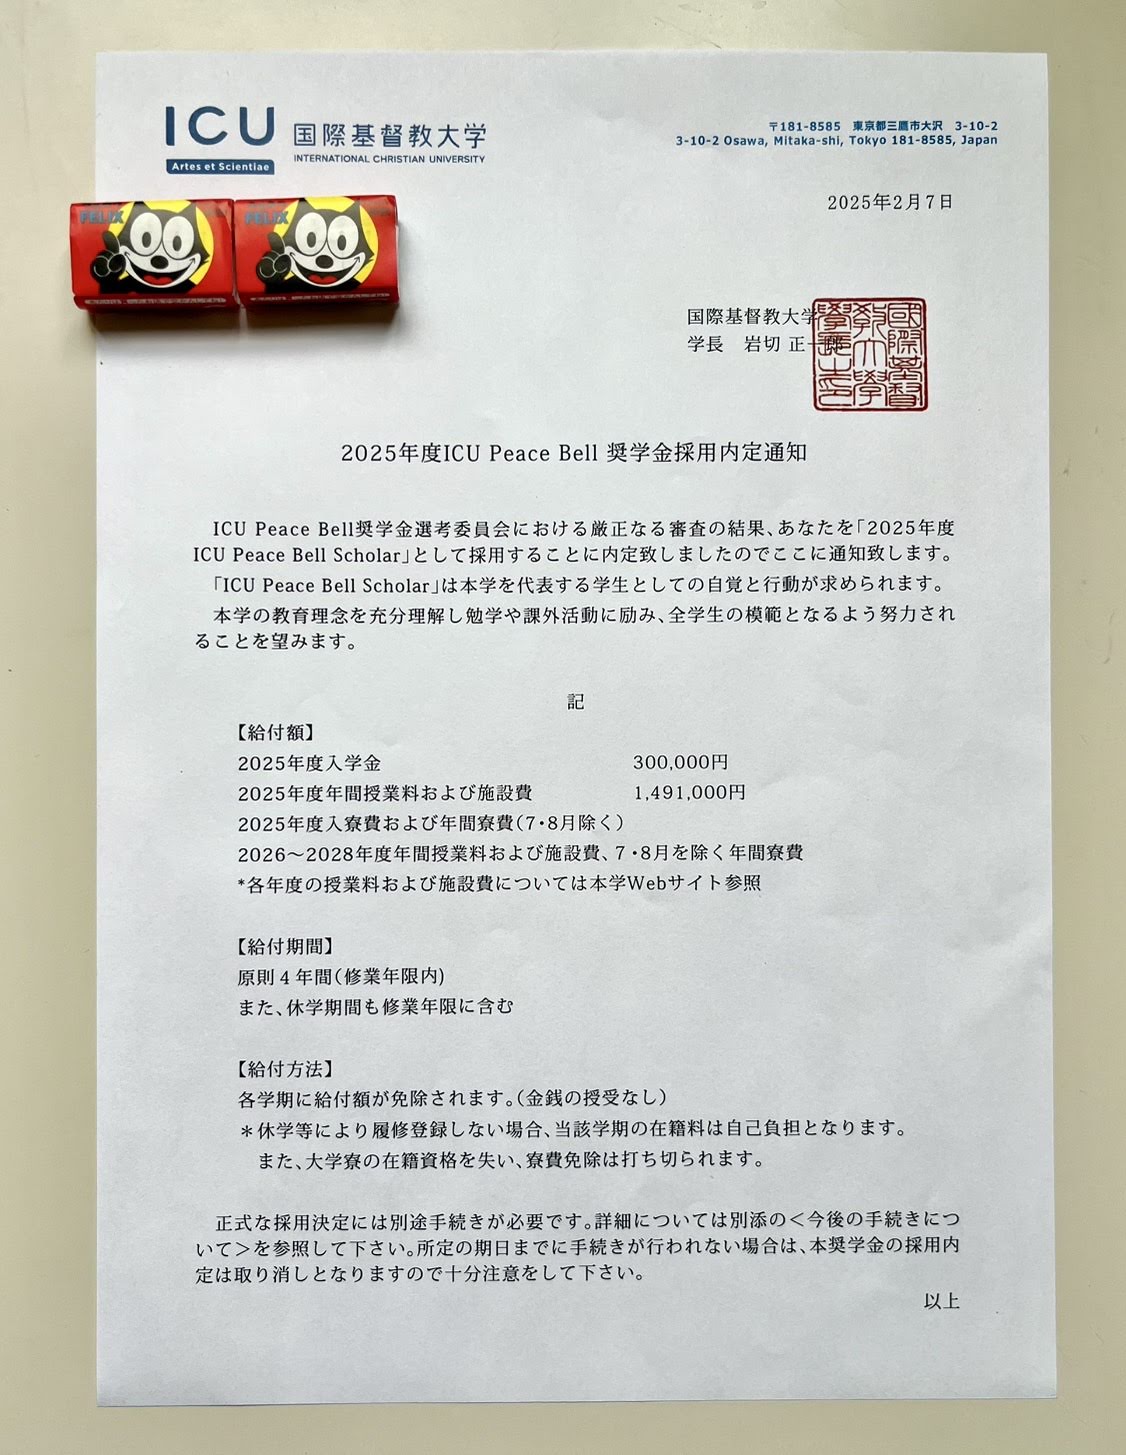 ICU
Artes et Scientiae
国際基督教大学
INTERNATIONAL CHRISTIAN UNIVERSITY
〒181-8585　東京都三鷹市大沢　3-10-2
3-10-2 Osawa, Mitaka-shi, Tokyo 181-8585, Japan
FELIX
FELIX
2025年2月7日
国際基督教大学
学長　岩切 正一郎
國際基督
教大學
學長之印
2025年度ICU Peace Bell 奨学金採用内定通知
ICU Peace Bell奨学金選考委員会における厳正なる審査の結果、あなたを「2025年度
ICU Peace Bell Scholar」として採用することに内定致しましたのでここに通知致します。
「ICU Peace Bell Scholar」は本学を代表する学生としての自覚と行動が求められます。
本学の教育理念を充分理解し勉学や課外活動に励み、全学生の模範となるよう努力され
ることを望みます。
記
【給付額】
2025年度入学金　300,000円
2025年度年間授業料および施設費　1,491,000円
2025年度入寮費および年間寮費(7・8月除く)
2026～2028年度年間授業料および施設費、7・8月を除く年間寮費
*各年度の授業料および施設費については本学Webサイト参照
【給付期間】
原則４年間(修業年限内)
また、休学期間も修業年限に含む
【給付方法】
各学期に給付額が免除されます。(金銭の授受なし)
＊休学等により履修登録しない場合、当該学期の在籍料は自己負担となります。
また、大学寮の在籍資格を失い、寮費免除は打ち切られます。
正式な採用決定には別途手続きが必要です。詳細については別添の＜今後の手続きにつ
いて＞を参照して下さい。所定の期日までに手続きが行われない場合は、本奨学金の採用内
定は取り消しとなりますので十分注意をして下さい。
以上